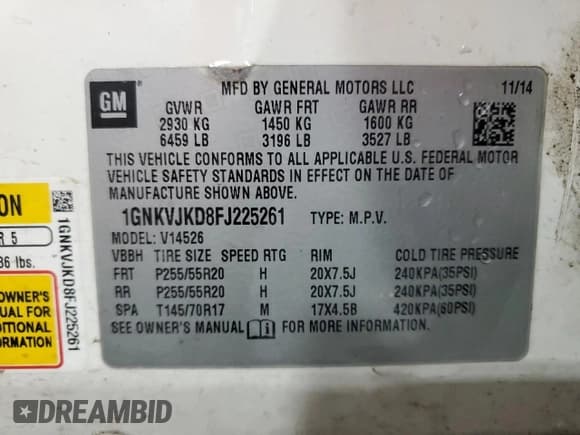 GM
MFD BY GENERAL MOTORS LLC 11/14
GVWR GAWR FRT GAWR RR
2930 KG 1450 KG 1600 KG
6459 LB 3196 LB 3527 LB
THIS VEHICLE CONFORMS TO ALL APPLICABLE U.S. FEDERAL MOTOR
VEHICLE SAFETY STANDARDS IN EFFECT ON THE DATE OF
MANUFACTURE SHOWN ABOVE.
1GNKVJKD8FJ225261 TYPE: M.P.V.
MODEL: V14526
VBBH TIRE SIZE SPEED RTG RIM COLD TIRE PRESSURE
FRT P255/55R20 H 20X7.5J 240KPA(35PSI)
RR P255/55R20 H 20X7.5J 240KPA(35PSI)
SPA T145/70R17 M 17X4.5B 420KPA(60PSI)
SEE OWNER'S MANUAL FOR MORE INFORMATION.
ON
R 5
36 lbs.
OWNER'S
UAL FOR
DITIONAL
RMATION
1GNKVJKD8FJ225261
DREAMBID